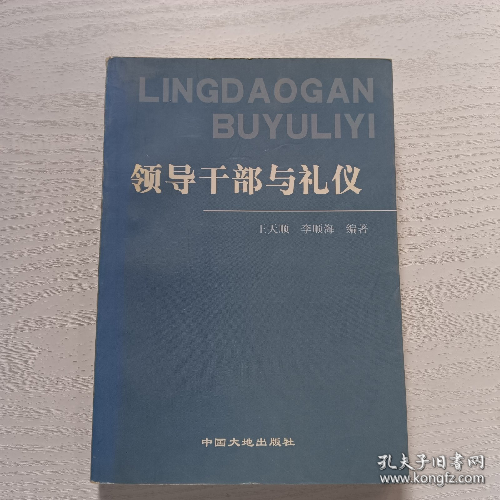 LINGDAOGAN
BUYULIYI
领导干部与礼仪
王天顺 李顺海 编著
中国大地出版社
孔夫子旧书网
kongfz.com